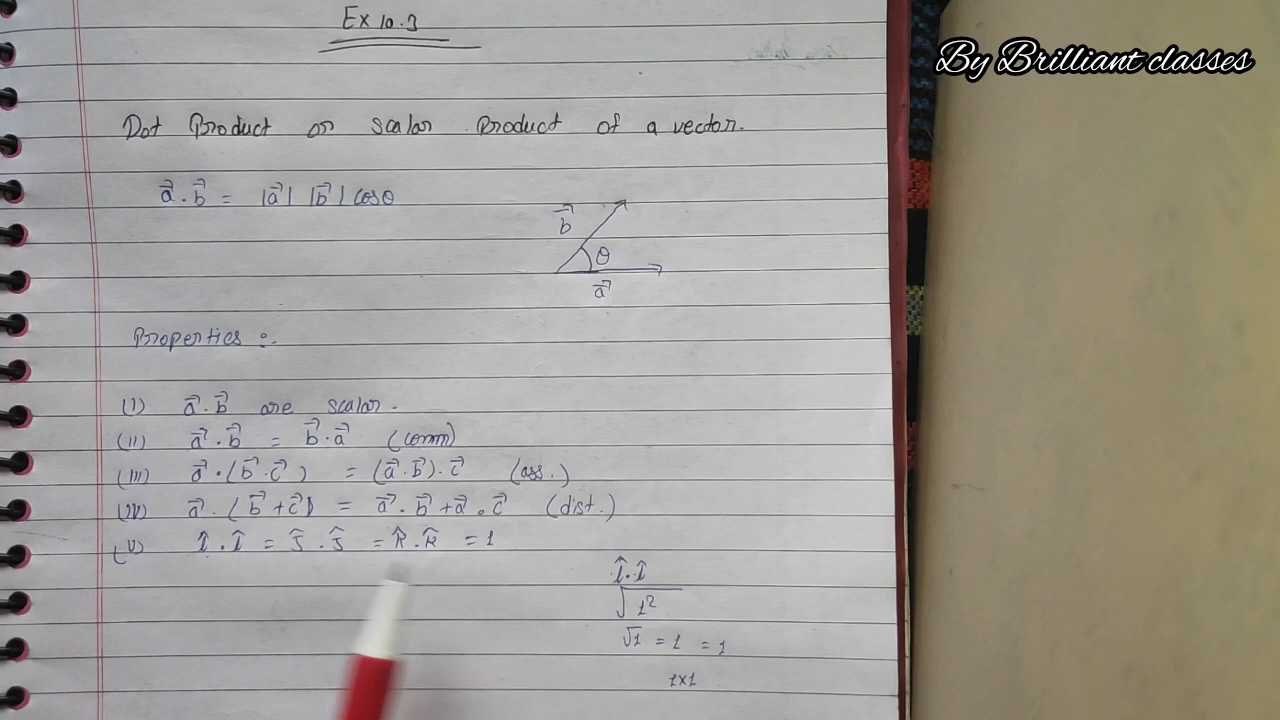 Ex 10.3
By Brilliant classes
Dot Product or scalar Product of a vector.
a⃗ . b⃗ = |a⃗| |b⃗| cosθ
b⃗
θ
a⃗
Properties :.
(I) a⃗ . b⃗ are scalar.
(II) a⃗ . b⃗ = b⃗ . a⃗ (comm)
(III) a⃗ . (b⃗ . c⃗) = (a⃗ . b⃗) . c⃗ (ass.)
(IV) a⃗ . (b⃗ + c⃗) = a⃗ . b⃗ + a⃗ . c⃗ (dist.)
(V) î . î = ĵ . ĵ = k̂ . k̂ = 1
î . î
√1²
√1 = 1 = 1
1×1